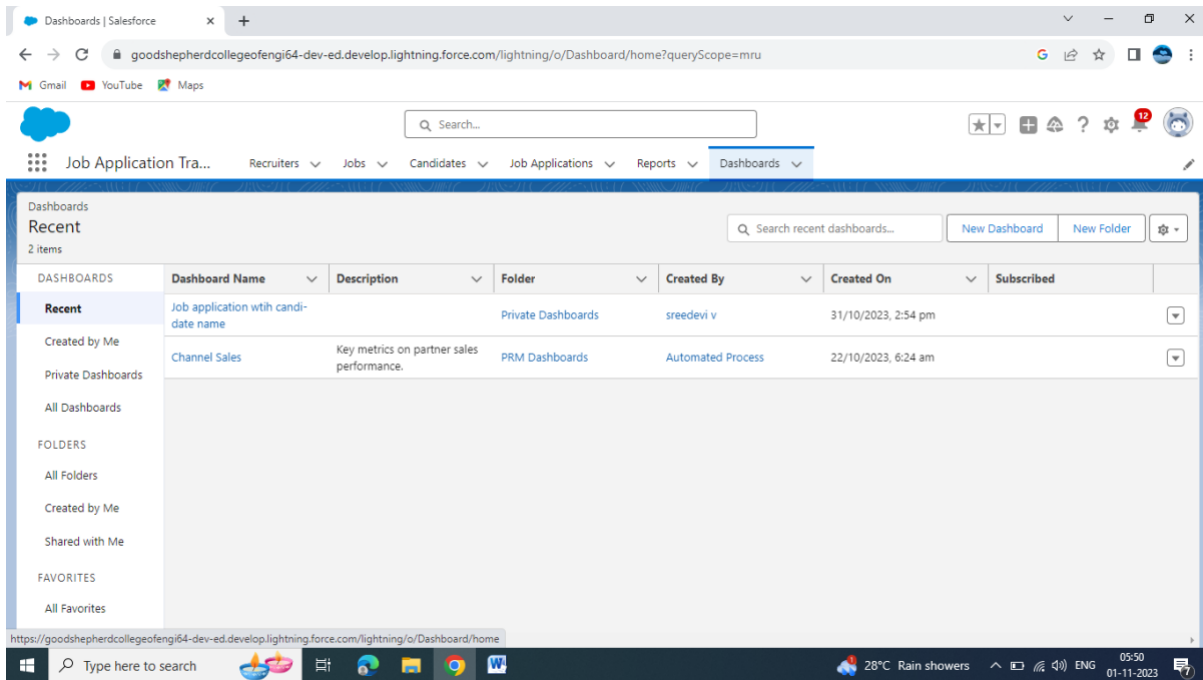 Dashboards | Salesforce
goodshepherdcollegeofengi64-dev-ed.develop.lightning.force.com/lightning/o/Dashboard/home?queryScope=mru
Gmail YouTube Maps
Search... 12
Job Application Tra... Recruiters Jobs Candidates Job Applications Reports Dashboards
Dashboards
Recent
2 items
Search recent dashboards... New Dashboard New Folder
DASHBOARDS Dashboard Name Description Folder Created By Created On Subscribed
Recent
Job application wtih candi-
date name
Private Dashboards sreedevi v 31/10/2023, 2:54 pm
Created by Me
Channel Sales
Key metrics on partner sales
performance.
PRM Dashboards Automated Process 22/10/2023, 6:24 am
Private Dashboards
All Dashboards
FOLDERS
All Folders
Created by Me
Shared with Me
FAVORITES
All Favorites
https://goodshepherdcollegeofengi64-dev-ed.develop.lightning.force.com/lightning/o/Dashboard/home
Type here to search 28°C Rain showers ENG 05:50
01-11-2023 7